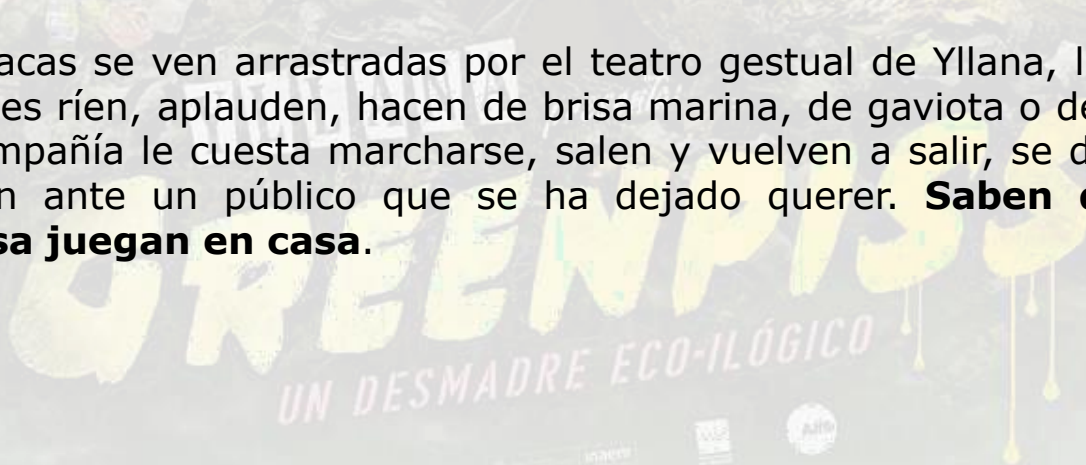 acas se ven arrastradas por el teatro gestual de Yllana, l
es ríen, aplauden, hacen de brisa marina, de gaviota o de
mpañía le cuesta marcharse, salen y vuelven a salir, se d
n ante un público que se ha dejado querer. Saben
sa juegan en casa.
GREENPISS
UN DESMADRE ECO-ILÓGICO
inaem